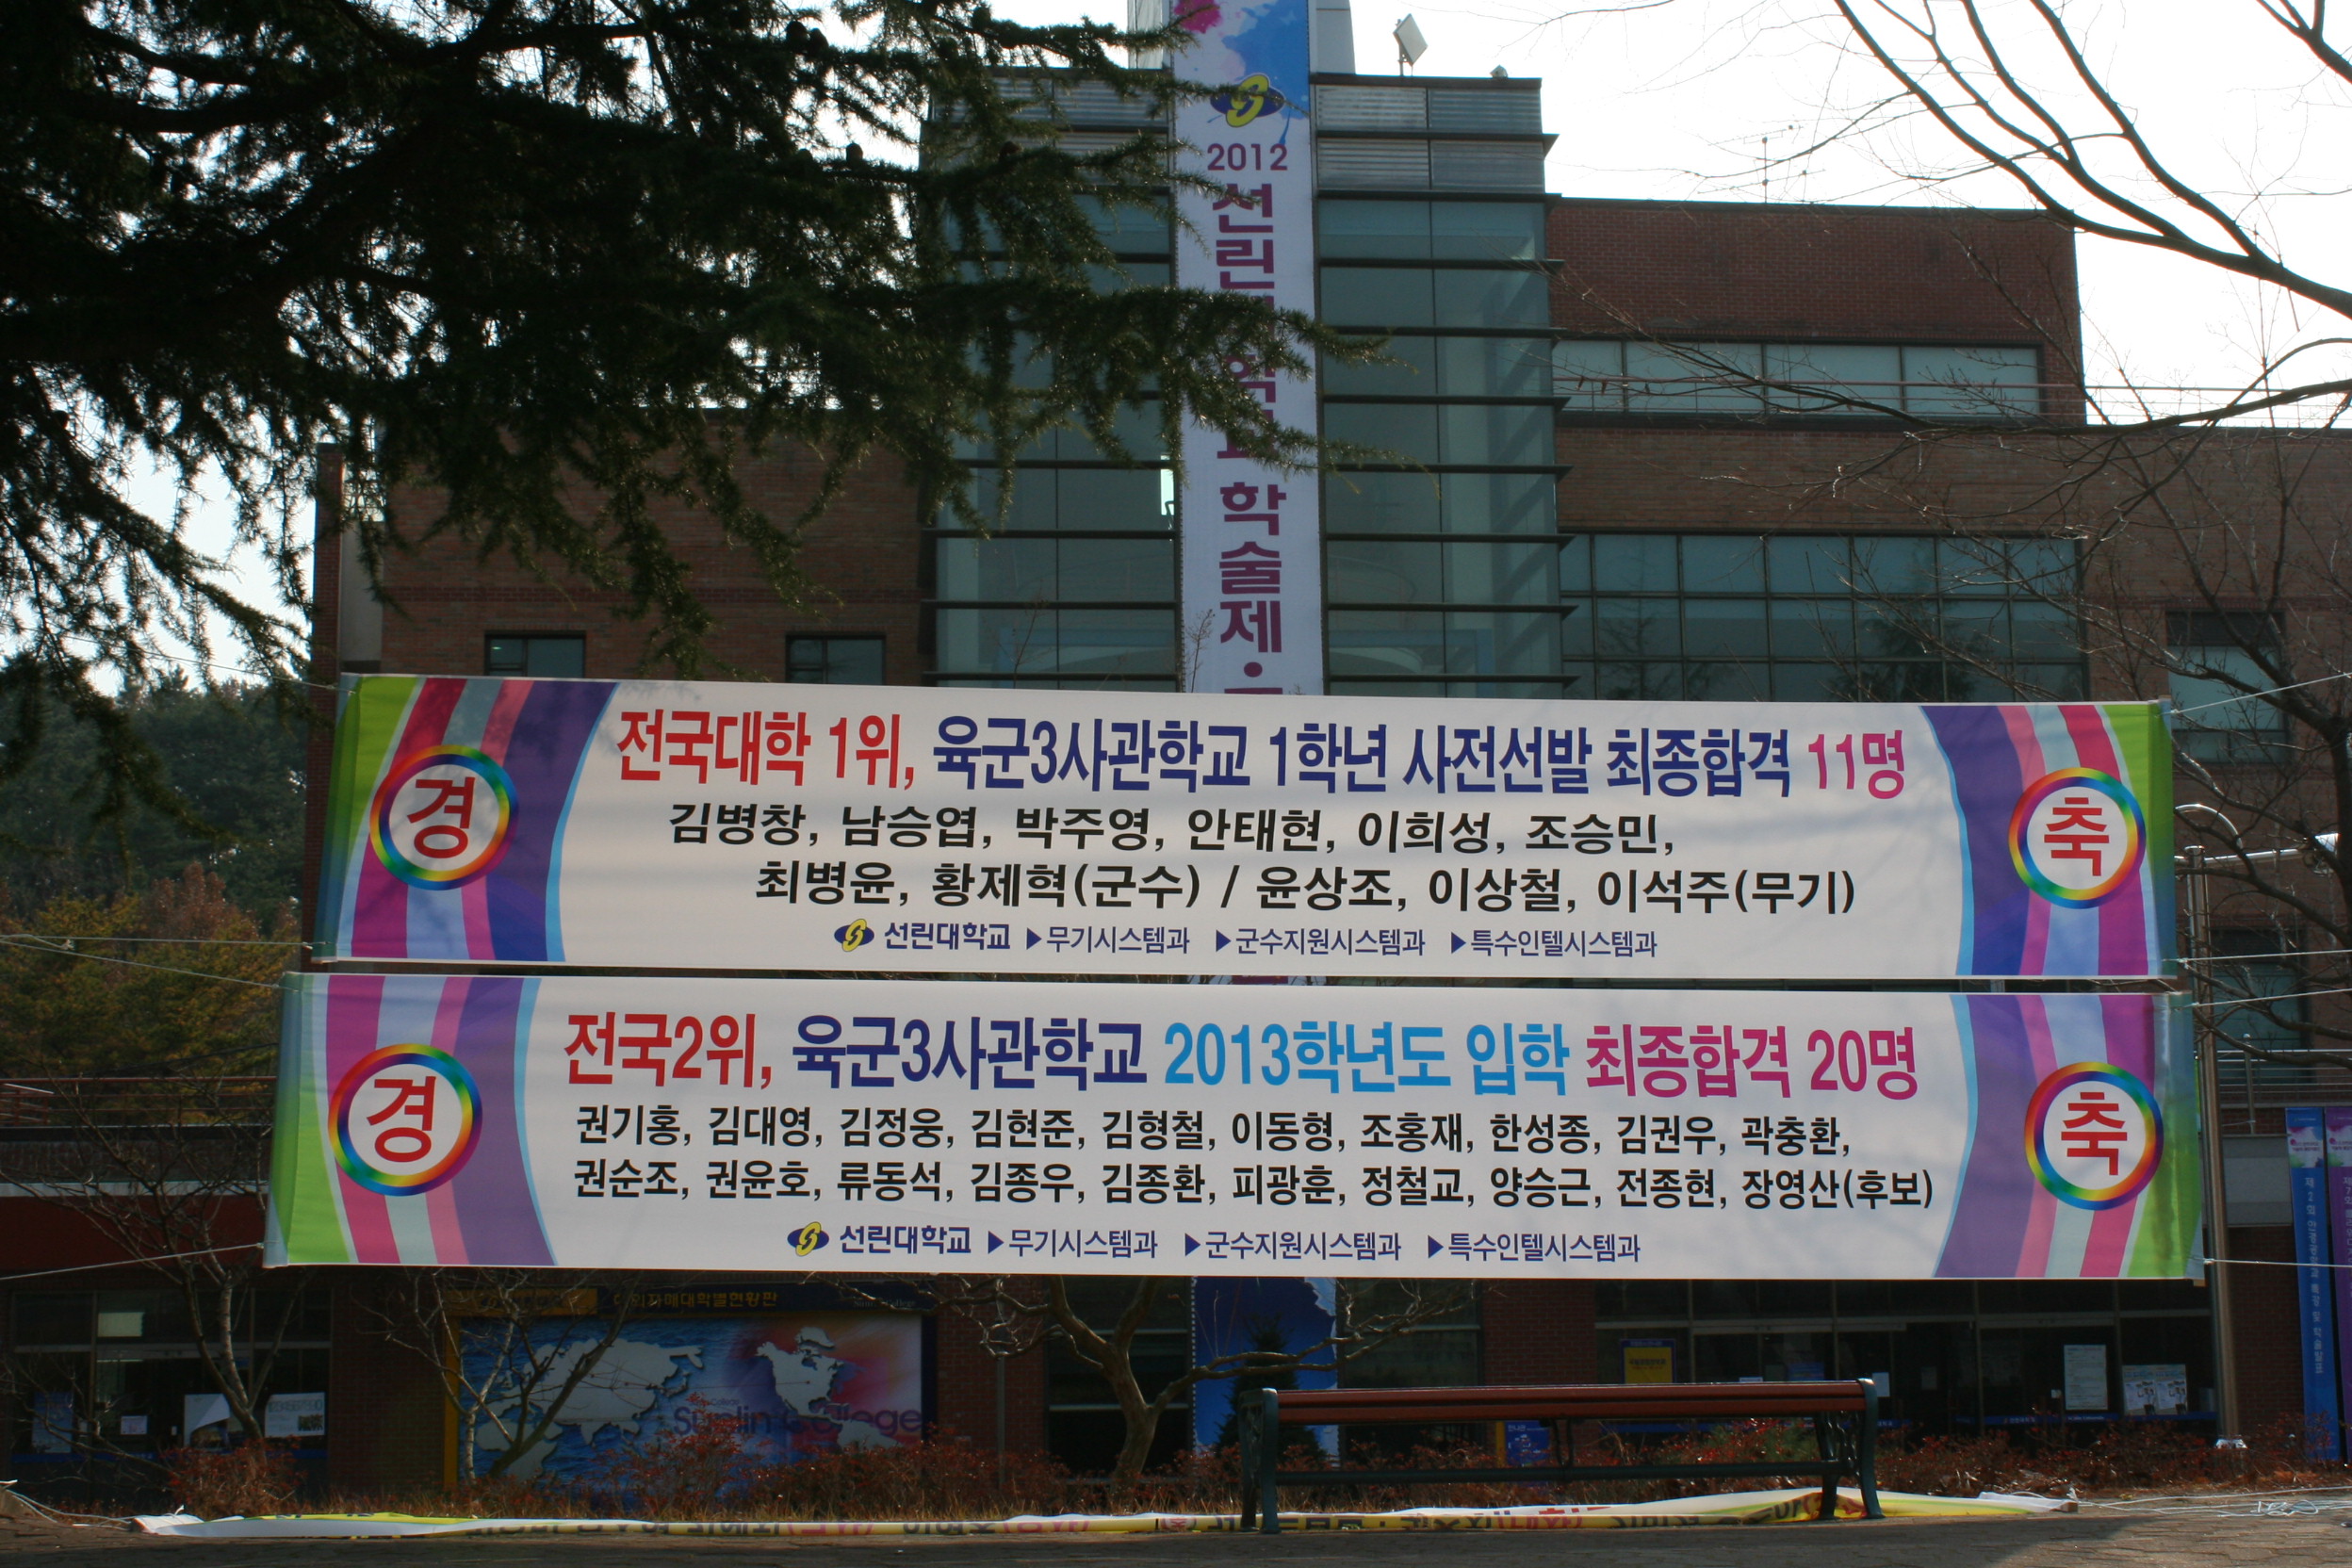 2012
선린
학술제·
경
전국대학 1위, 육군3사관학교 1학년 사전선발 최종합격 11명
김병창, 남승엽, 박주영, 안태현, 이희성, 조승민,
최병윤, 황제혁(군수) / 윤상조, 이상철, 이석주(무기)
선린대학교 ▶무기시스템과 ▶군수지원시스템과 ▶특수인텔시스템과
축
경
전국2위, 육군3사관학교 2013학년도 입학 최종합격 20명
권기홍, 김대영, 김정웅, 김현준, 김형철, 이동형, 조홍재, 한성종, 김권우, 곽충환,
권순조, 권윤호, 류동석, 김종우, 김종환, 피광훈, 정철교, 양승근, 전종현, 장영산(후보)
선린대학교 ▶무기시스템과 ▶군수지원시스템과 ▶특수인텔시스템과
축
College